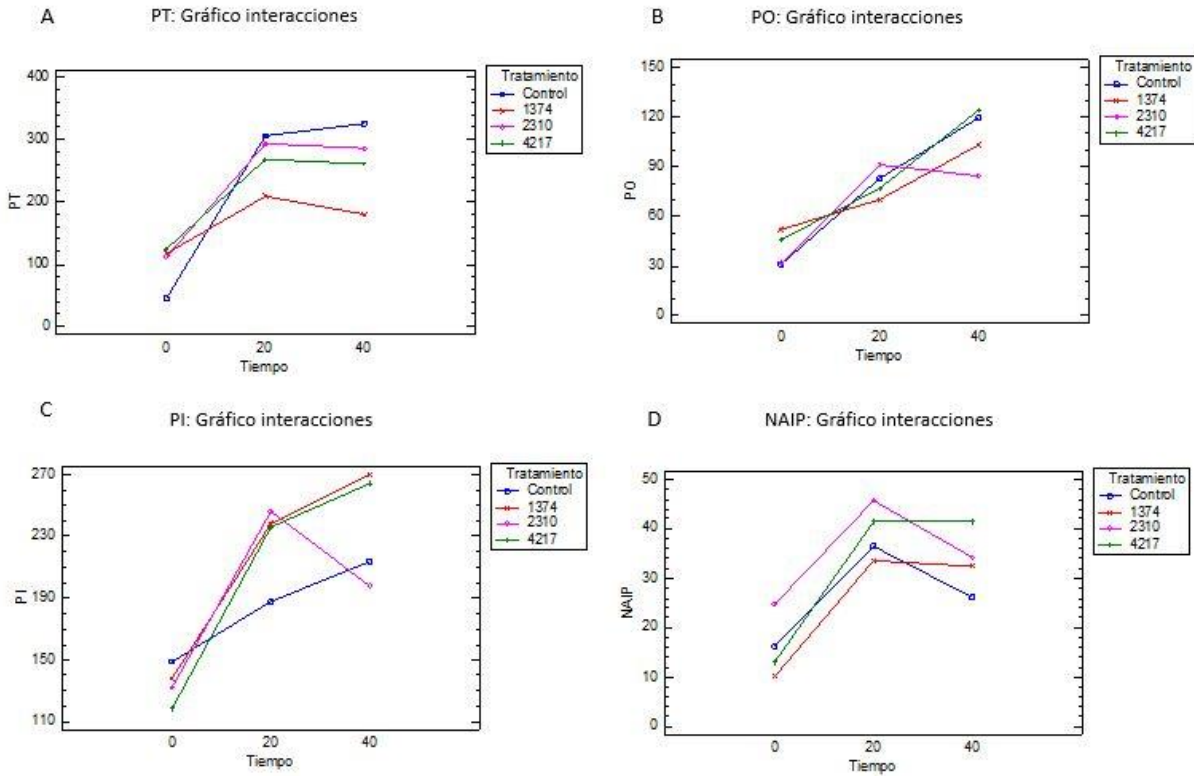 A
PT: Gráfico interacciones
400
300
200
100
0
PT
0 20 40
Tiempo
Tratamiento
Control
1374
2310
4217
B
PO: Gráfico interacciones
150
120
90
60
30
0
PO
0 20 40
Tiempo
Tratamiento
Control
1374
2310
4217
C
PI: Gráfico interacciones
270
230
190
150
110
PI
0 20 40
Tiempo
Tratamiento
Control
1374
2310
4217
D
NAIP: Gráfico interacciones
50
40
30
20
10
0
NAIP
0 20 40
Tiempo
Tratamiento
Control
1374
2310
4217